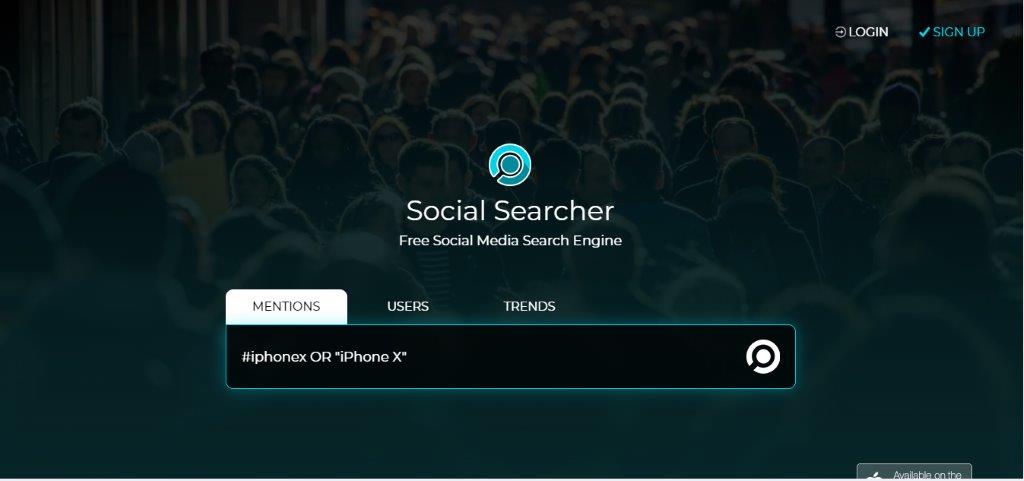 LOGIN
SIGN UP
Social Searcher
Free Social Media Search Engine
MENTIONS
USERS
TRENDS
#iphonex OR "iPhone X"
Available on the